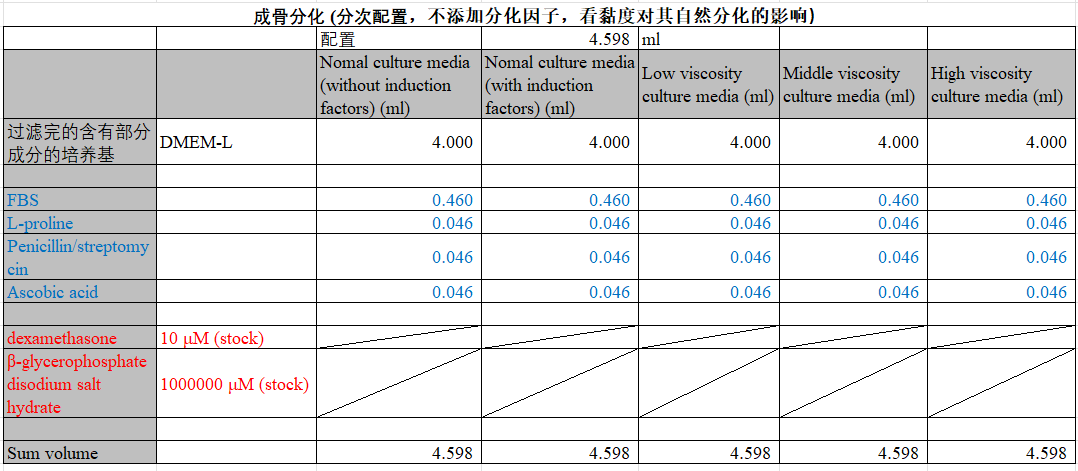 成骨分化 (分次配置，不添加分化因子，看黏度对其自然分化的影响)
配置 4.598 ml
Nomal culture media (without induction factors) (ml) Nomal culture media (with induction factors) (ml) Low viscosity culture media (ml) Middle viscosity culture media (ml) High viscosity culture media (ml)
过滤完的含有部分成分的培养基 DMEM-L 4.000 4.000 4.000 4.000 4.000
FBS 0.460 0.460 0.460 0.460 0.460
L-proline 0.046 0.046 0.046 0.046 0.046
Penicillin/streptomycin 0.046 0.046 0.046 0.046 0.046
Ascobic acid 0.046 0.046 0.046 0.046 0.046
dexamethasone 10 μM (stock)
β-glycerophosphate disodium salt hydrate 1000000 μM (stock)
Sum volume 4.598 4.598 4.598 4.598 4.598